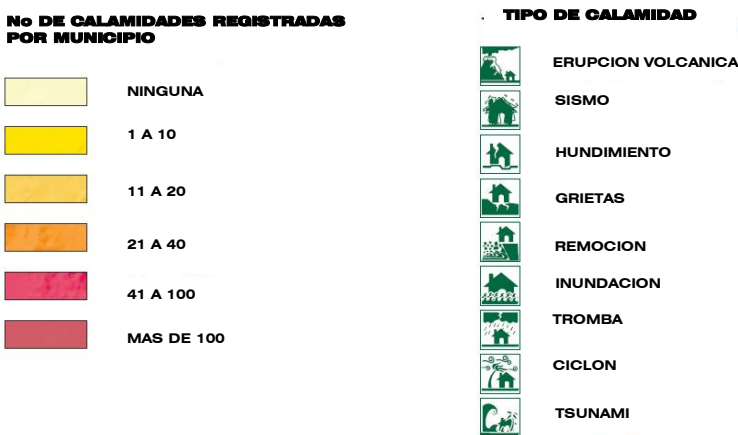 No DE CALAMIDADES REGISTRADAS
POR MUNICIPIO
NINGUNA
1 A 10
11 A 20
21 A 40
41 A 100
MAS DE 100
TIPO DE CALAMIDAD
ERUPCION VOLCANICA
SISMO
HUNDIMIENTO
GRIETAS
REMOCION
INUNDACION
TROMBA
CICLON
TSUNAMI